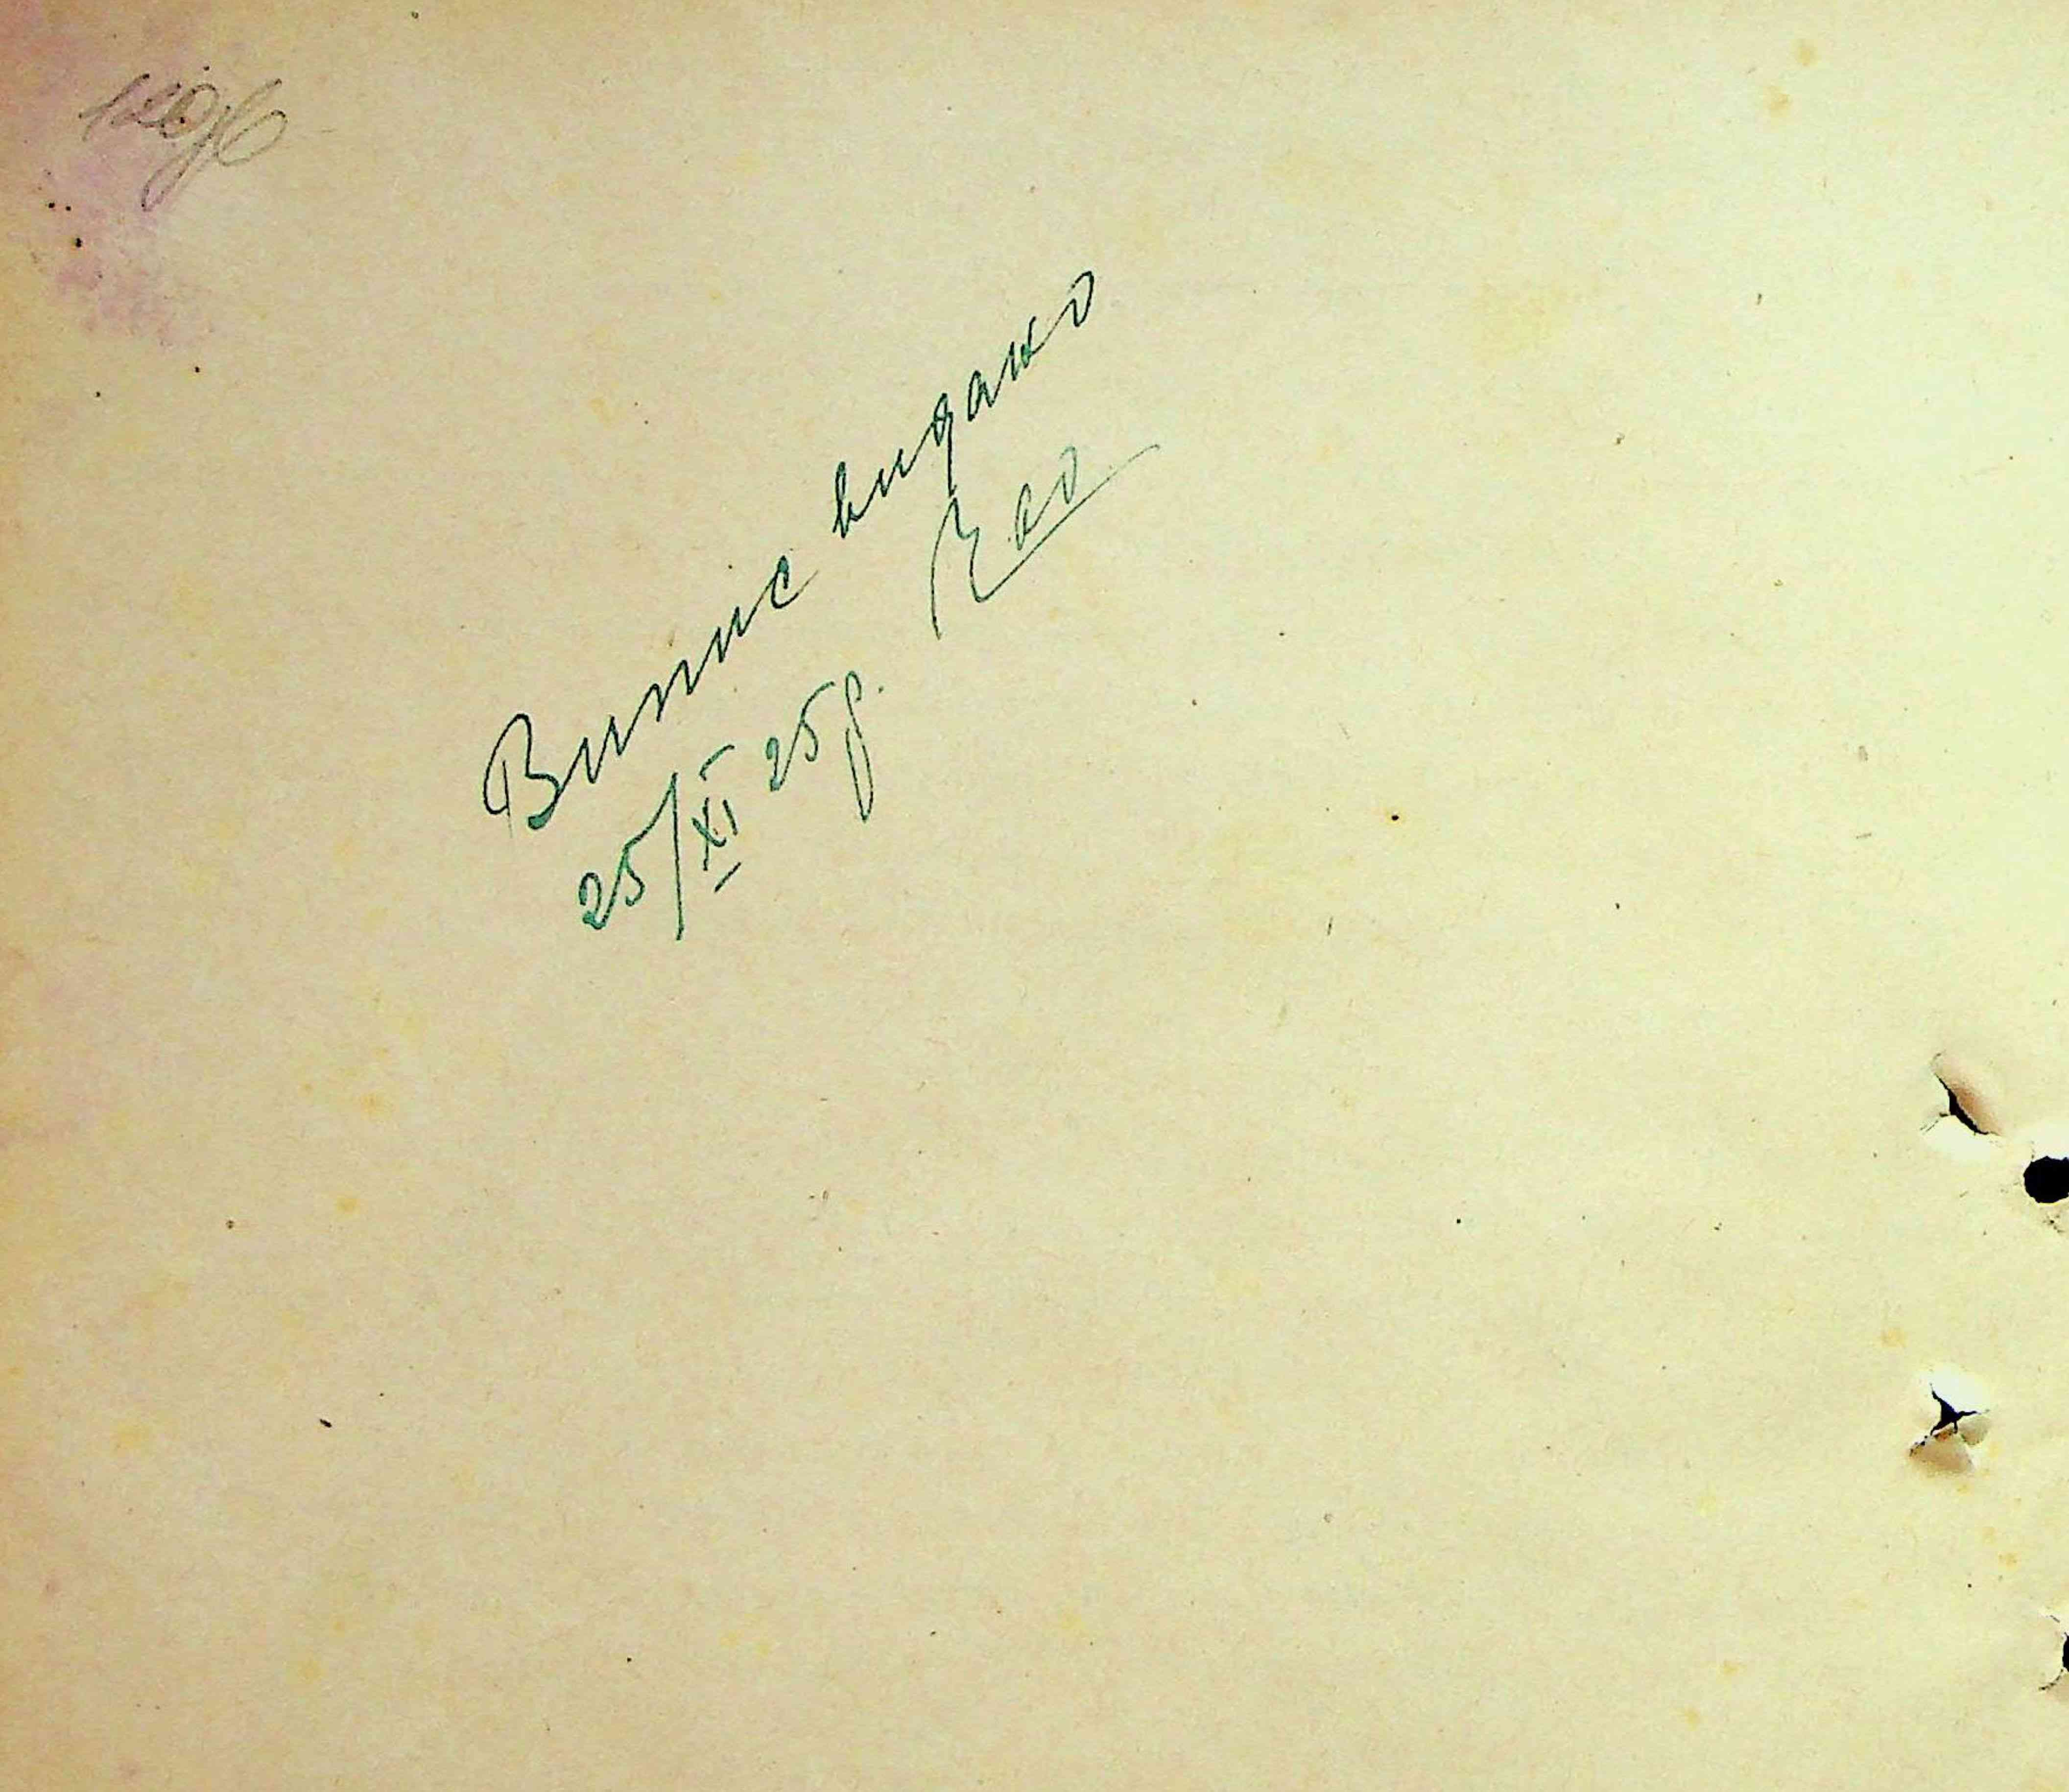 Випис видано
25/XI 25 р.